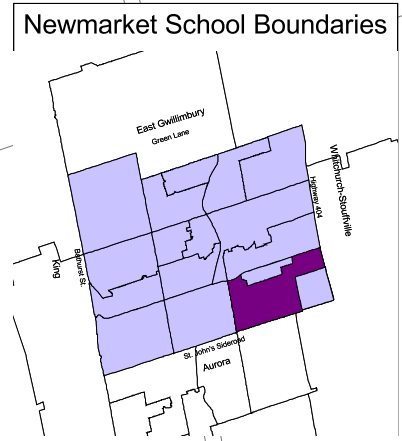 Newmarket School Boundaries
East Gwillimbury
Green Lane
Whitchurch-Stouffville
Highway 404
Bathurst St.
King
St. John's Sideroad
Aurora